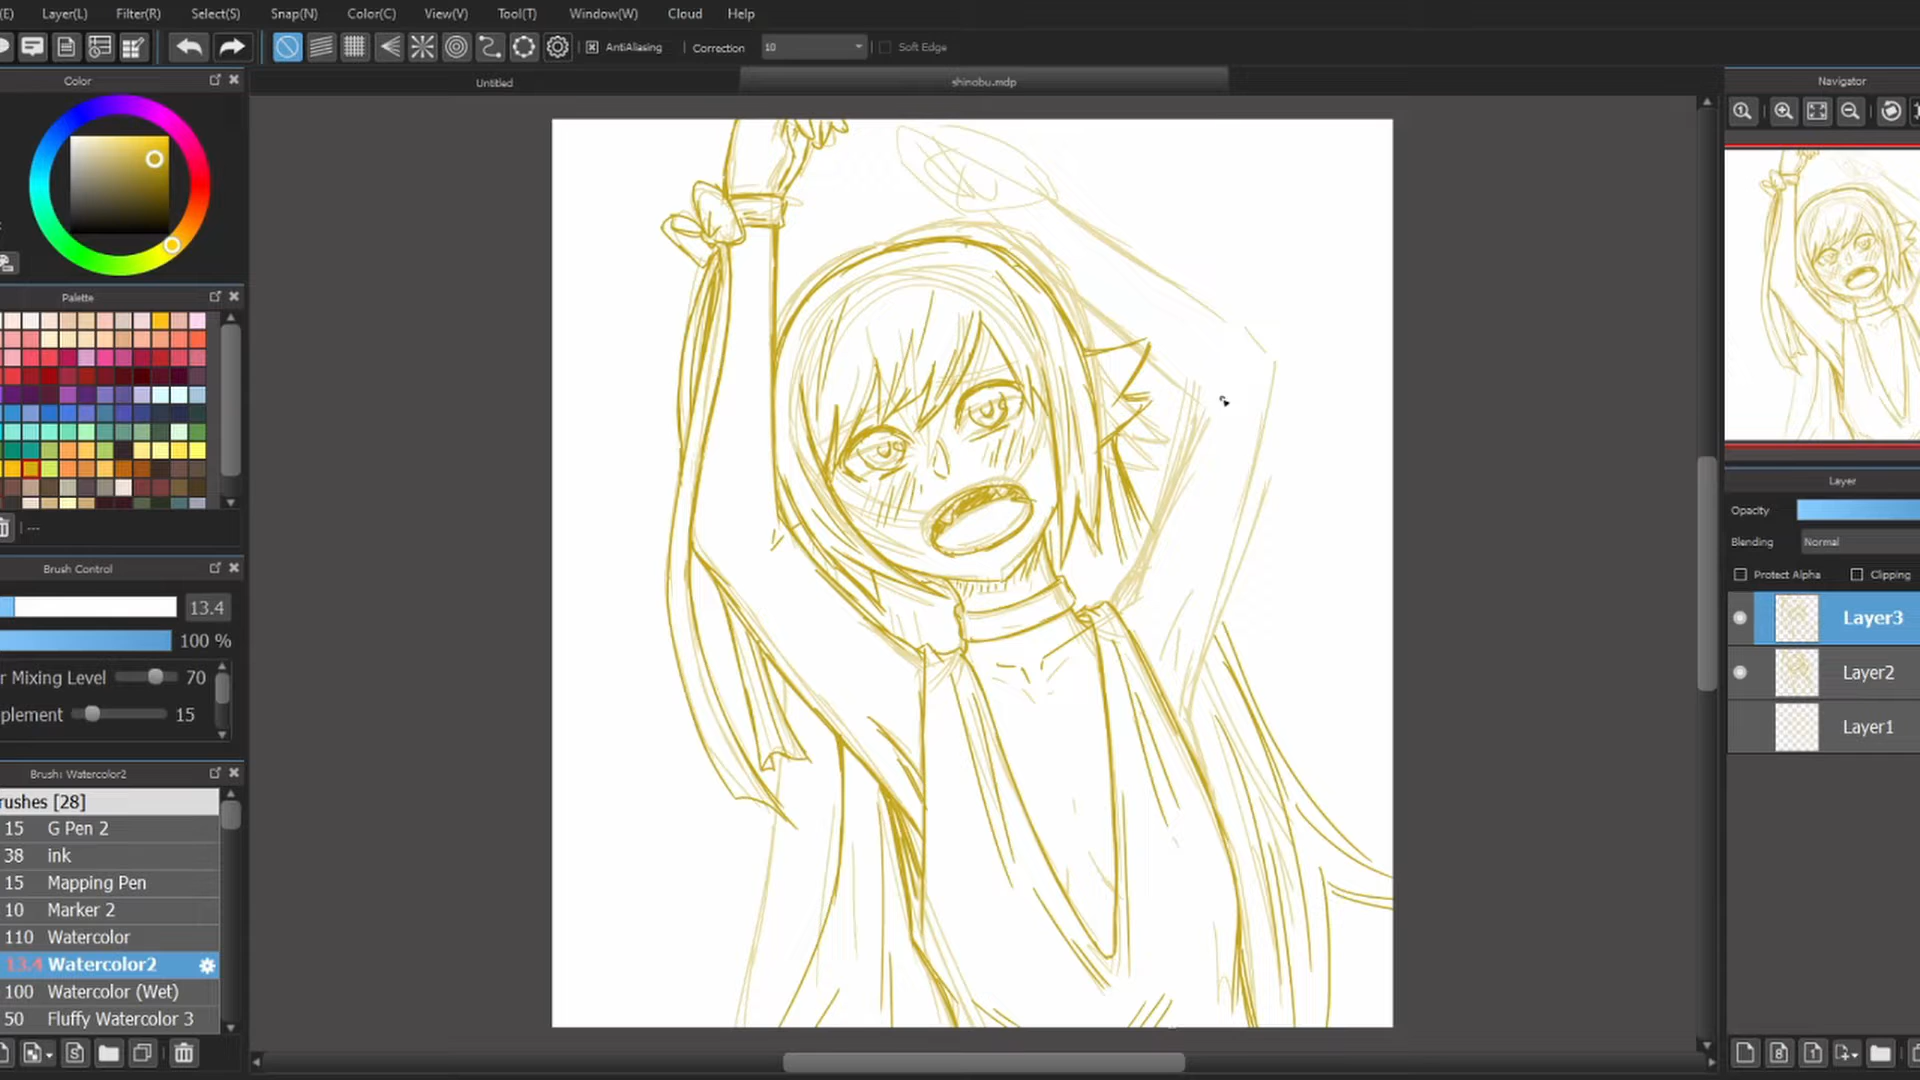 (E) Layer(L) Filter(R) Select(S) Snap(N) Color(C) View(V) Tool(T) Window(W) Cloud Help
AntiAliasing Correction 10 Soft Edge
Color
Untitled
shinobu.mdp
Navigator
Palette
---
Brush Control
13.4
100 %
r Mixing Level 70
plement 15
Brush: Watercolor2
rushes [28]
15 G Pen 2
38 ink
15 Mapping Pen
10 Marker 2
110 Watercolor
13.4 Watercolor2
100 Watercolor (Wet)
50 Fluffy Watercolor 3
Layer
Opacity
Blending Normal
Protect Alpha Clipping
Layer3
Layer2
Layer1